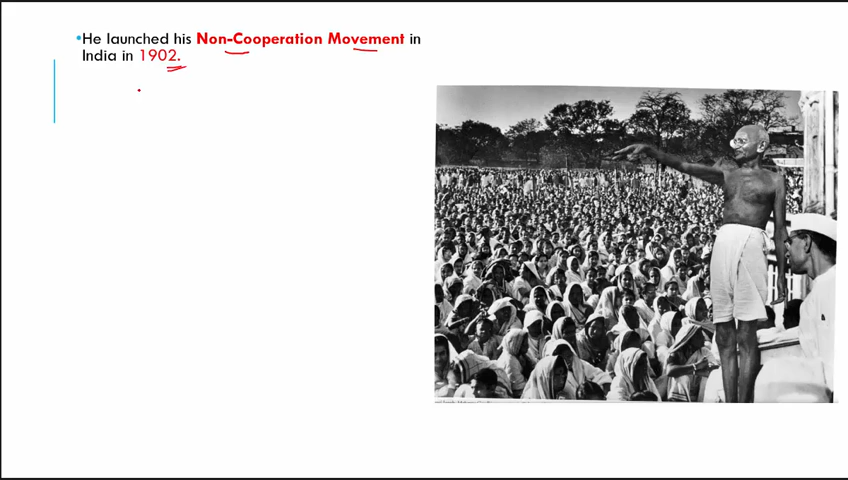 •He launched his Non-Cooperation Movement in
India in 1902.